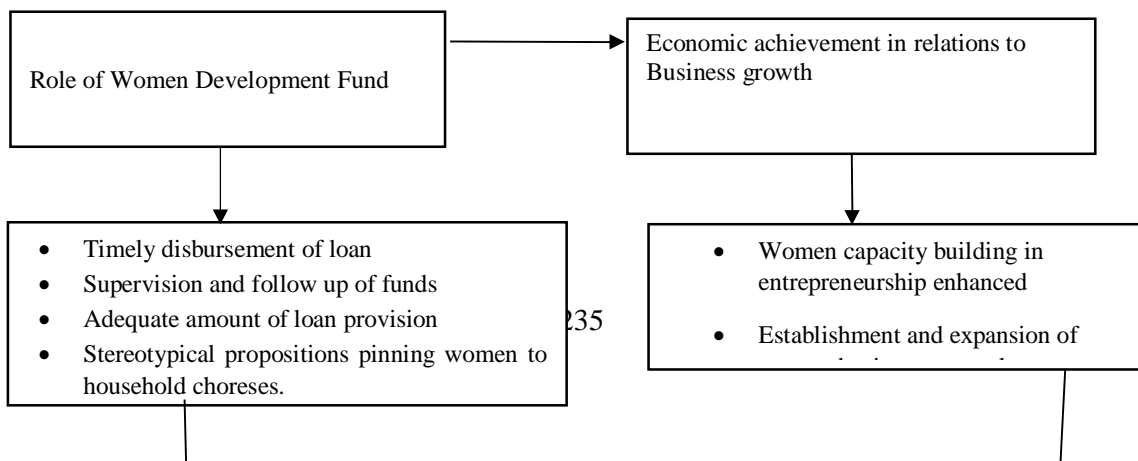 Role of Women Development Fund
Economic achievement in relations to
Business growth
• Timely disbursement of loan
• Supervision and follow up of funds
• Adequate amount of loan provision
• Stereotypical propositions pinning women to
household choreses.
235
• Women capacity building in
entrepreneurship enhanced
• Establishment and expansion of